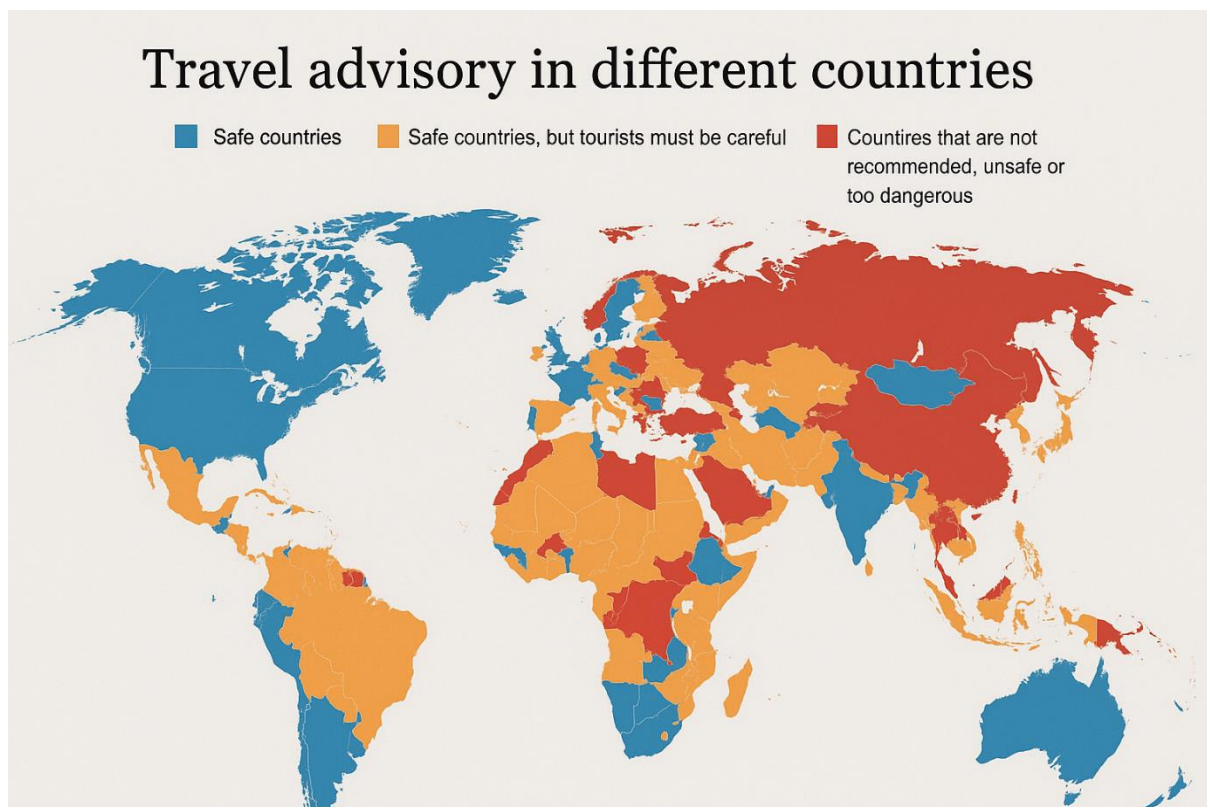 Travel advisory in different countries
Safe countries
Safe countries, but tourists must be careful
Countires that are not
recommended, unsafe or
too dangerous